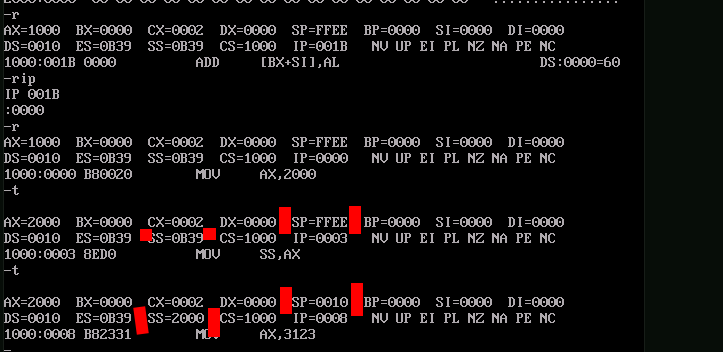 -r
AX=1000 BX=0000 CX=0002 DX=0000 SP=FFEE BP=0000 SI=0000 DI=0000
DS=0010 ES=0B39 SS=0B39 CS=1000 IP=001B NV UP EI PL NZ NA PE NC
1000:001B 0000 ADD [BX+SI],AL DS:0000=60
-rip
IP 001B
:0000
-r
AX=1000 BX=0000 CX=0002 DX=0000 SP=FFEE BP=0000 SI=0000 DI=0000
DS=0010 ES=0B39 SS=0B39 CS=1000 IP=0000 NV UP EI PL NZ NA PE NC
1000:0000 B80020 MOV AX,2000
-t
AX=2000 BX=0000 CX=0002 DX=0000 SP=FFEE BP=0000 SI=0000 DI=0000
DS=0010 ES=0B39 SS=0B39 CS=1000 IP=0003 NV UP EI PL NZ NA PE NC
1000:0003 8ED0 MOV SS,AX
-t
AX=2000 BX=0000 CX=0002 DX=0000 SP=0010 BP=0000 SI=0000 DI=0000
DS=0010 ES=0B39 SS=2000 CS=1000 IP=0008 NV UP EI PL NZ NA PE NC
1000:0008 B82331 MOV AX,3123
-